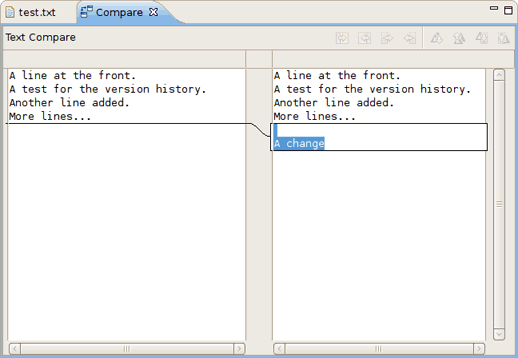 test.txt
Compare
Text Compare
A line at the front.
A test for the version history.
Another line added.
More lines...
A line at the front.
A test for the version history.
Another line added.
More lines...
A change